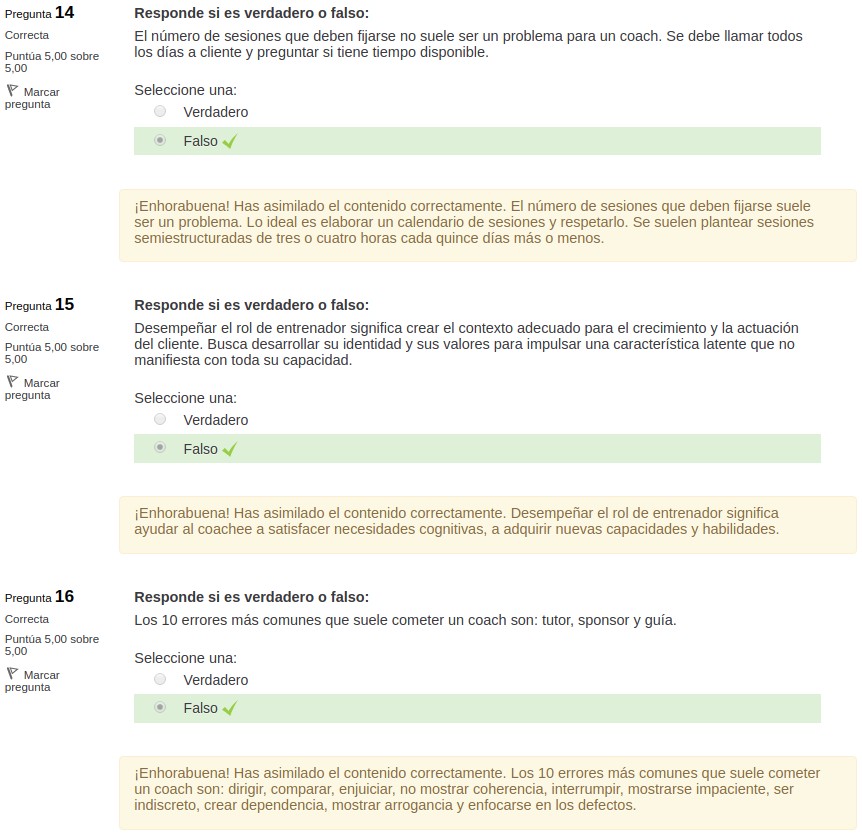 Pregunta 14
Correcta
Puntúa 5,00 sobre
5,00
Marcar
pregunta
Responde si es verdadero o falso:
El número de sesiones que deben fijarse no suele ser un problema para un coach. Se debe llamar todos
los días a cliente y preguntar si tiene tiempo disponible.
Seleccione una:
Verdadero
Falso
¡Enhorabuena! Has asimilado el contenido correctamente. El número de sesiones que deben fijarse suele
ser un problema. Lo ideal es elaborar un calendario de sesiones y respetarlo. Se suelen plantear sesiones
semiestructuradas de tres o cuatro horas cada quince días más o menos.
Pregunta 15
Correcta
Puntúa 5,00 sobre
5,00
Marcar
pregunta
Responde si es verdadero o falso:
Desempeñar el rol de entrenador significa crear el contexto adecuado para el crecimiento y la actuación
del cliente. Busca desarrollar su identidad y sus valores para impulsar una característica latente que no
manifiesta con toda su capacidad.
Seleccione una:
Verdadero
Falso
¡Enhorabuena! Has asimilado el contenido correctamente. Desempeñar el rol de entrenador significa
ayudar al coachee a satisfacer necesidades cognitivas, a adquirir nuevas capacidades y habilidades.
Pregunta 16
Correcta
Puntúa 5,00 sobre
5,00
Marcar
pregunta
Responde si es verdadero o falso:
Los 10 errores más comunes que suele cometer un coach son: tutor, sponsor y guía.
Seleccione una:
Verdadero
Falso
¡Enhorabuena! Has asimilado el contenido correctamente. Los 10 errores más comunes que suele cometer
un coach son: dirigir, comparar, enjuiciar, no mostrar coherencia, interrumpir, mostrarse impaciente, ser
indiscreto, crear dependencia, mostrar arrogancia y enfocarse en los defectos.